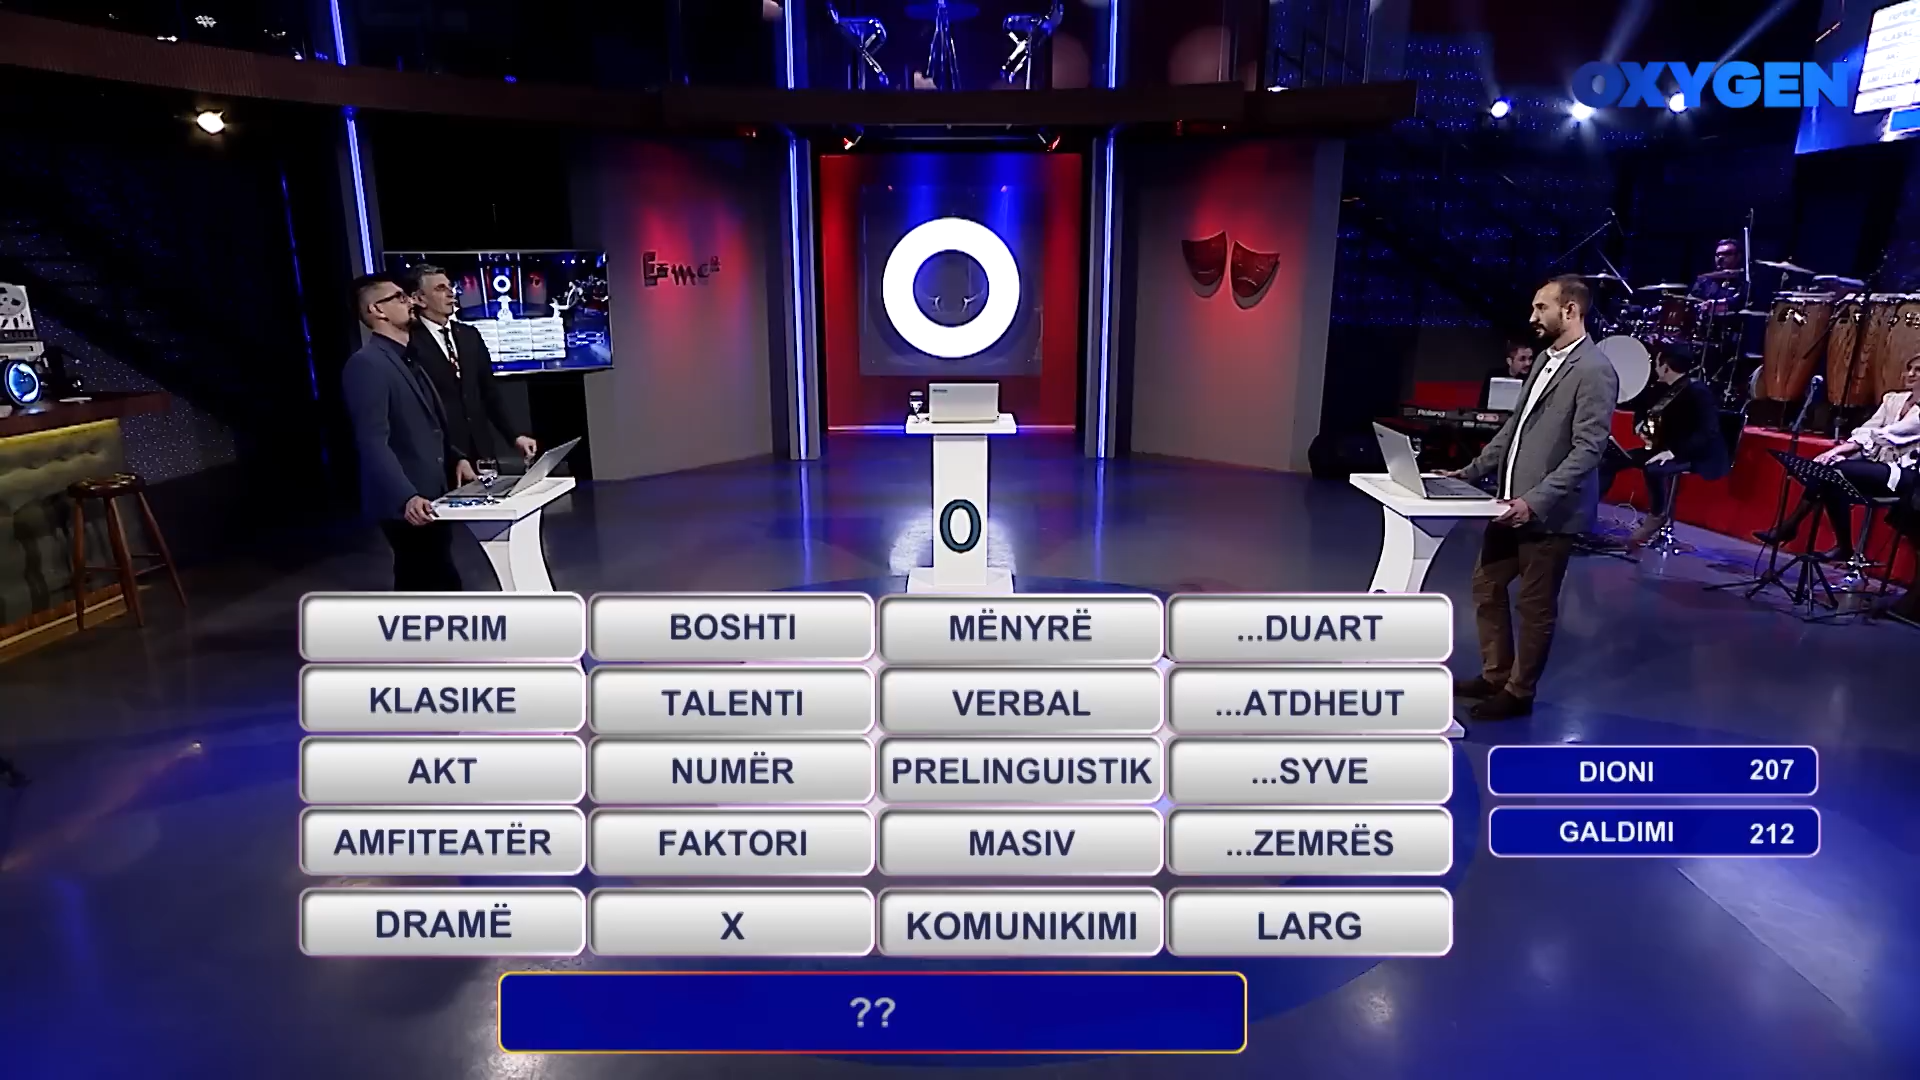 OXYGEN
E=mc²
O
VEPRIM BOSHTI MËNYRË ...DUART
KLASIKE TALENTI VERBAL ...ATDHEUT
AKT NUMËR PRELINGUISTIK ...SYVE
AMFITEATËR FAKTORI MASIV ...ZEMRËS
DRAMË X KOMUNIKIMI LARG
DIONI 207
GALDIMI 212
??